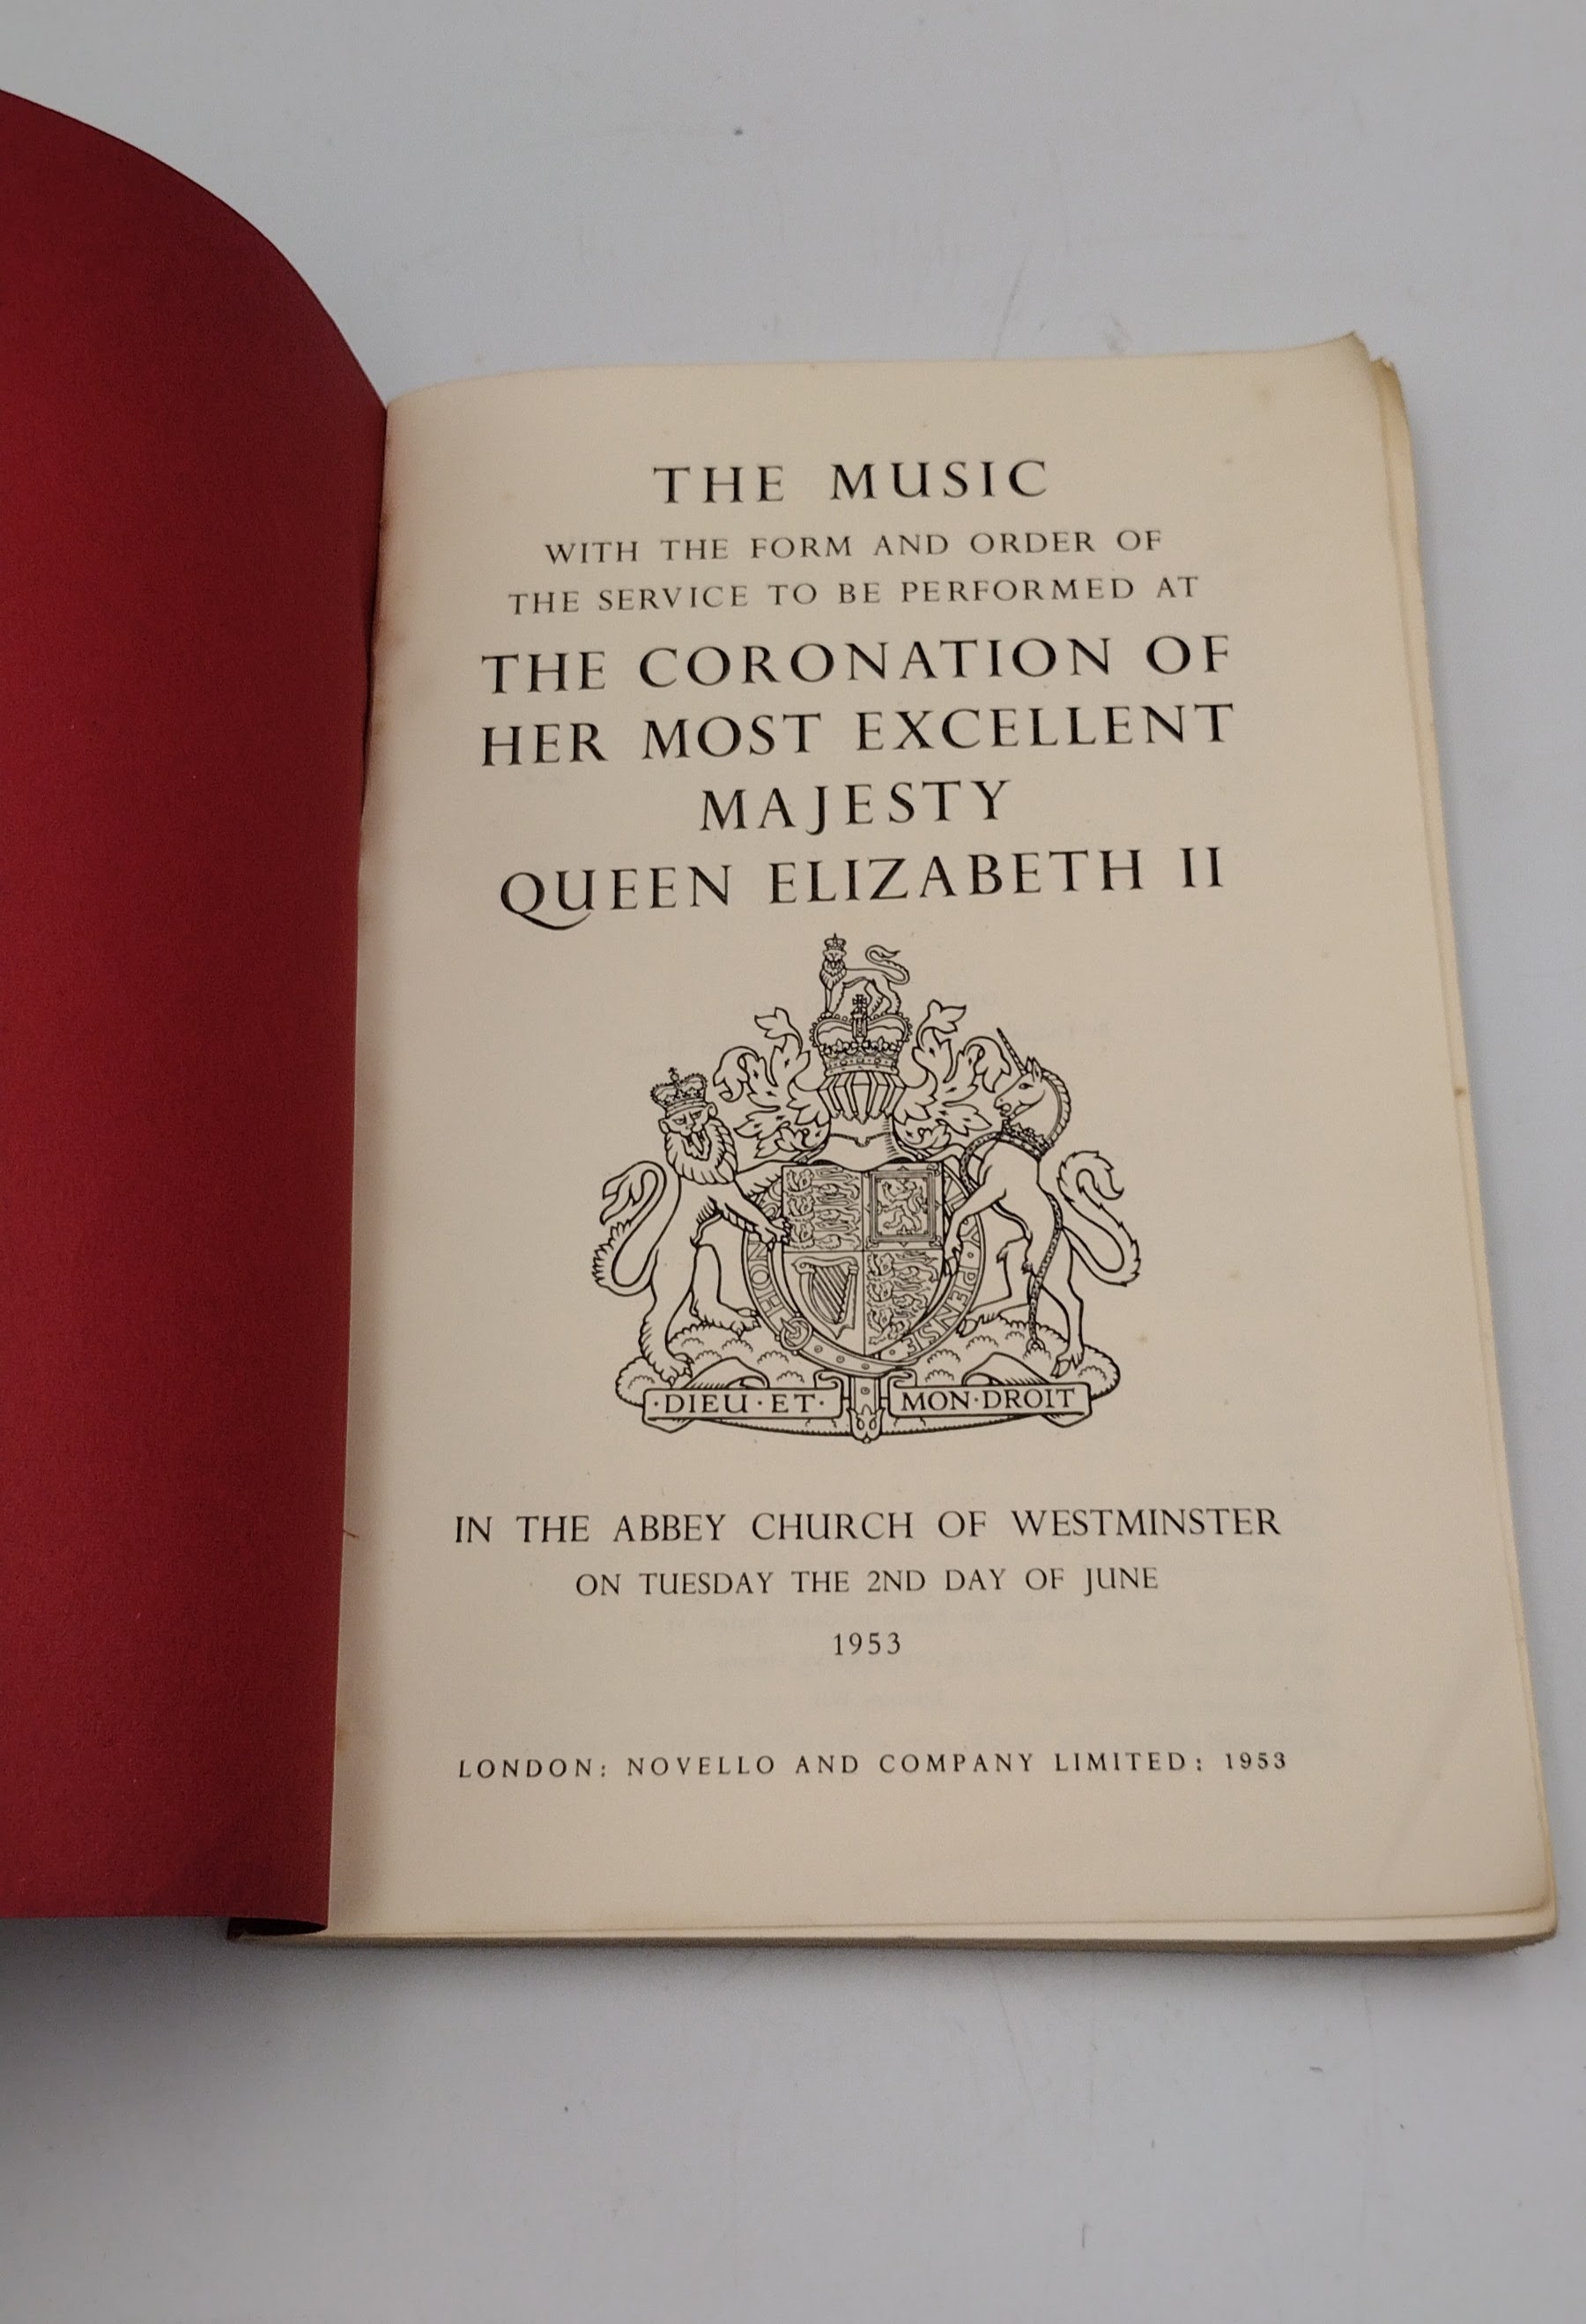 THE MUSIC
WITH THE FORM AND ORDER OF
THE SERVICE TO BE PERFORMED AT
THE CORONATION OF
HER MOST EXCELLENT
MAJESTY
QUEEN ELIZABETH II
HON
Y · PENSE
·DIEU·ET· MON·DROIT
IN THE ABBEY CHURCH OF WESTMINSTER
ON TUESDAY THE 2ND DAY OF JUNE
1953
LONDON: NOVELLO AND COMPANY LIMITED: 1953